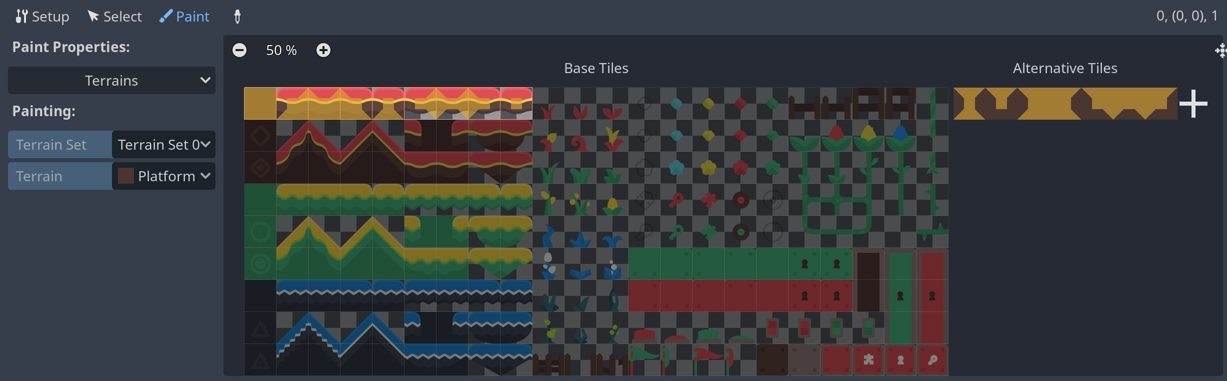 Setup Select Paint 0, (0, 0), 1
Paint Properties:
50 %
Base Tiles Alternative Tiles
Terrains
Painting:
Terrain Set Terrain Set 0
Terrain Platform